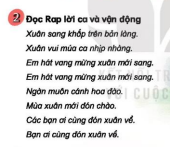 2 Đọc Rap lời ca và vận động
Xuân sang khắp trên bản làng.
Xuân vui múa ca nhịp nhàng.
Em hát vang mừng xuân mới sang.
Em hát vang mừng xuân mới sang.
Ngàn muôn cánh hoa đào.
Mùa xuân mới đón chào.
Các bạn ơi cùng đón xuân về.
Bạn ơi cùng đón xuân về.